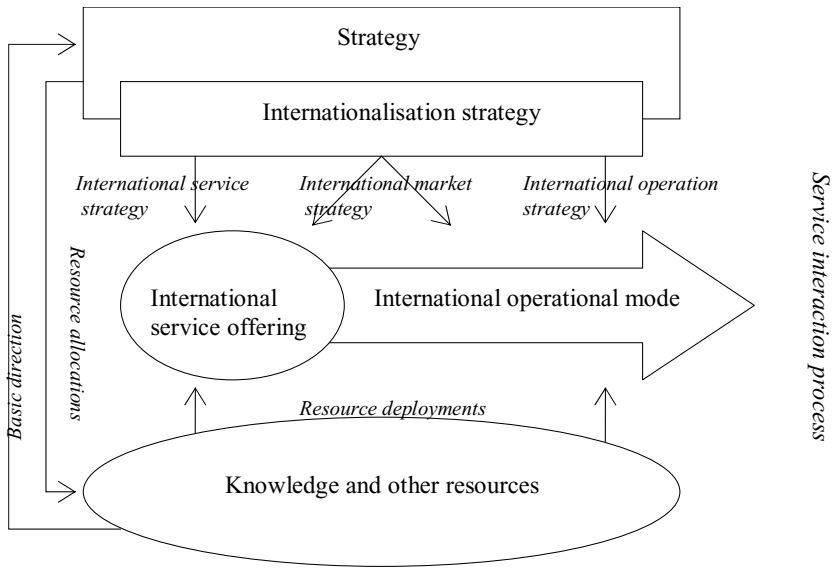 Strategy
Internationalisation strategy
International service
strategy
International market
strategy
International operation
strategy
Service interaction process
Resource allocations
Basic direction
International
service offering
International operational mode
Resource deployments
Knowledge and other resources